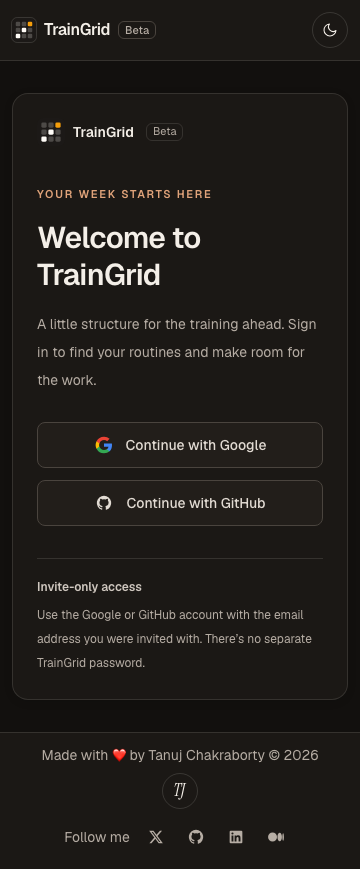 TrainGrid Beta
TrainGrid Beta
YOUR WEEK STARTS HERE
Welcome to
TrainGrid
A little structure for the training ahead. Sign
in to find your routines and make room for
the work.
Continue with Google
Continue with GitHub
Invite-only access
Use the Google or GitHub account with the email
address you were invited with. There’s no separate
TrainGrid password.
Made with ❤️ by Tanuj Chakraborty © 2026
TJ
Follow me